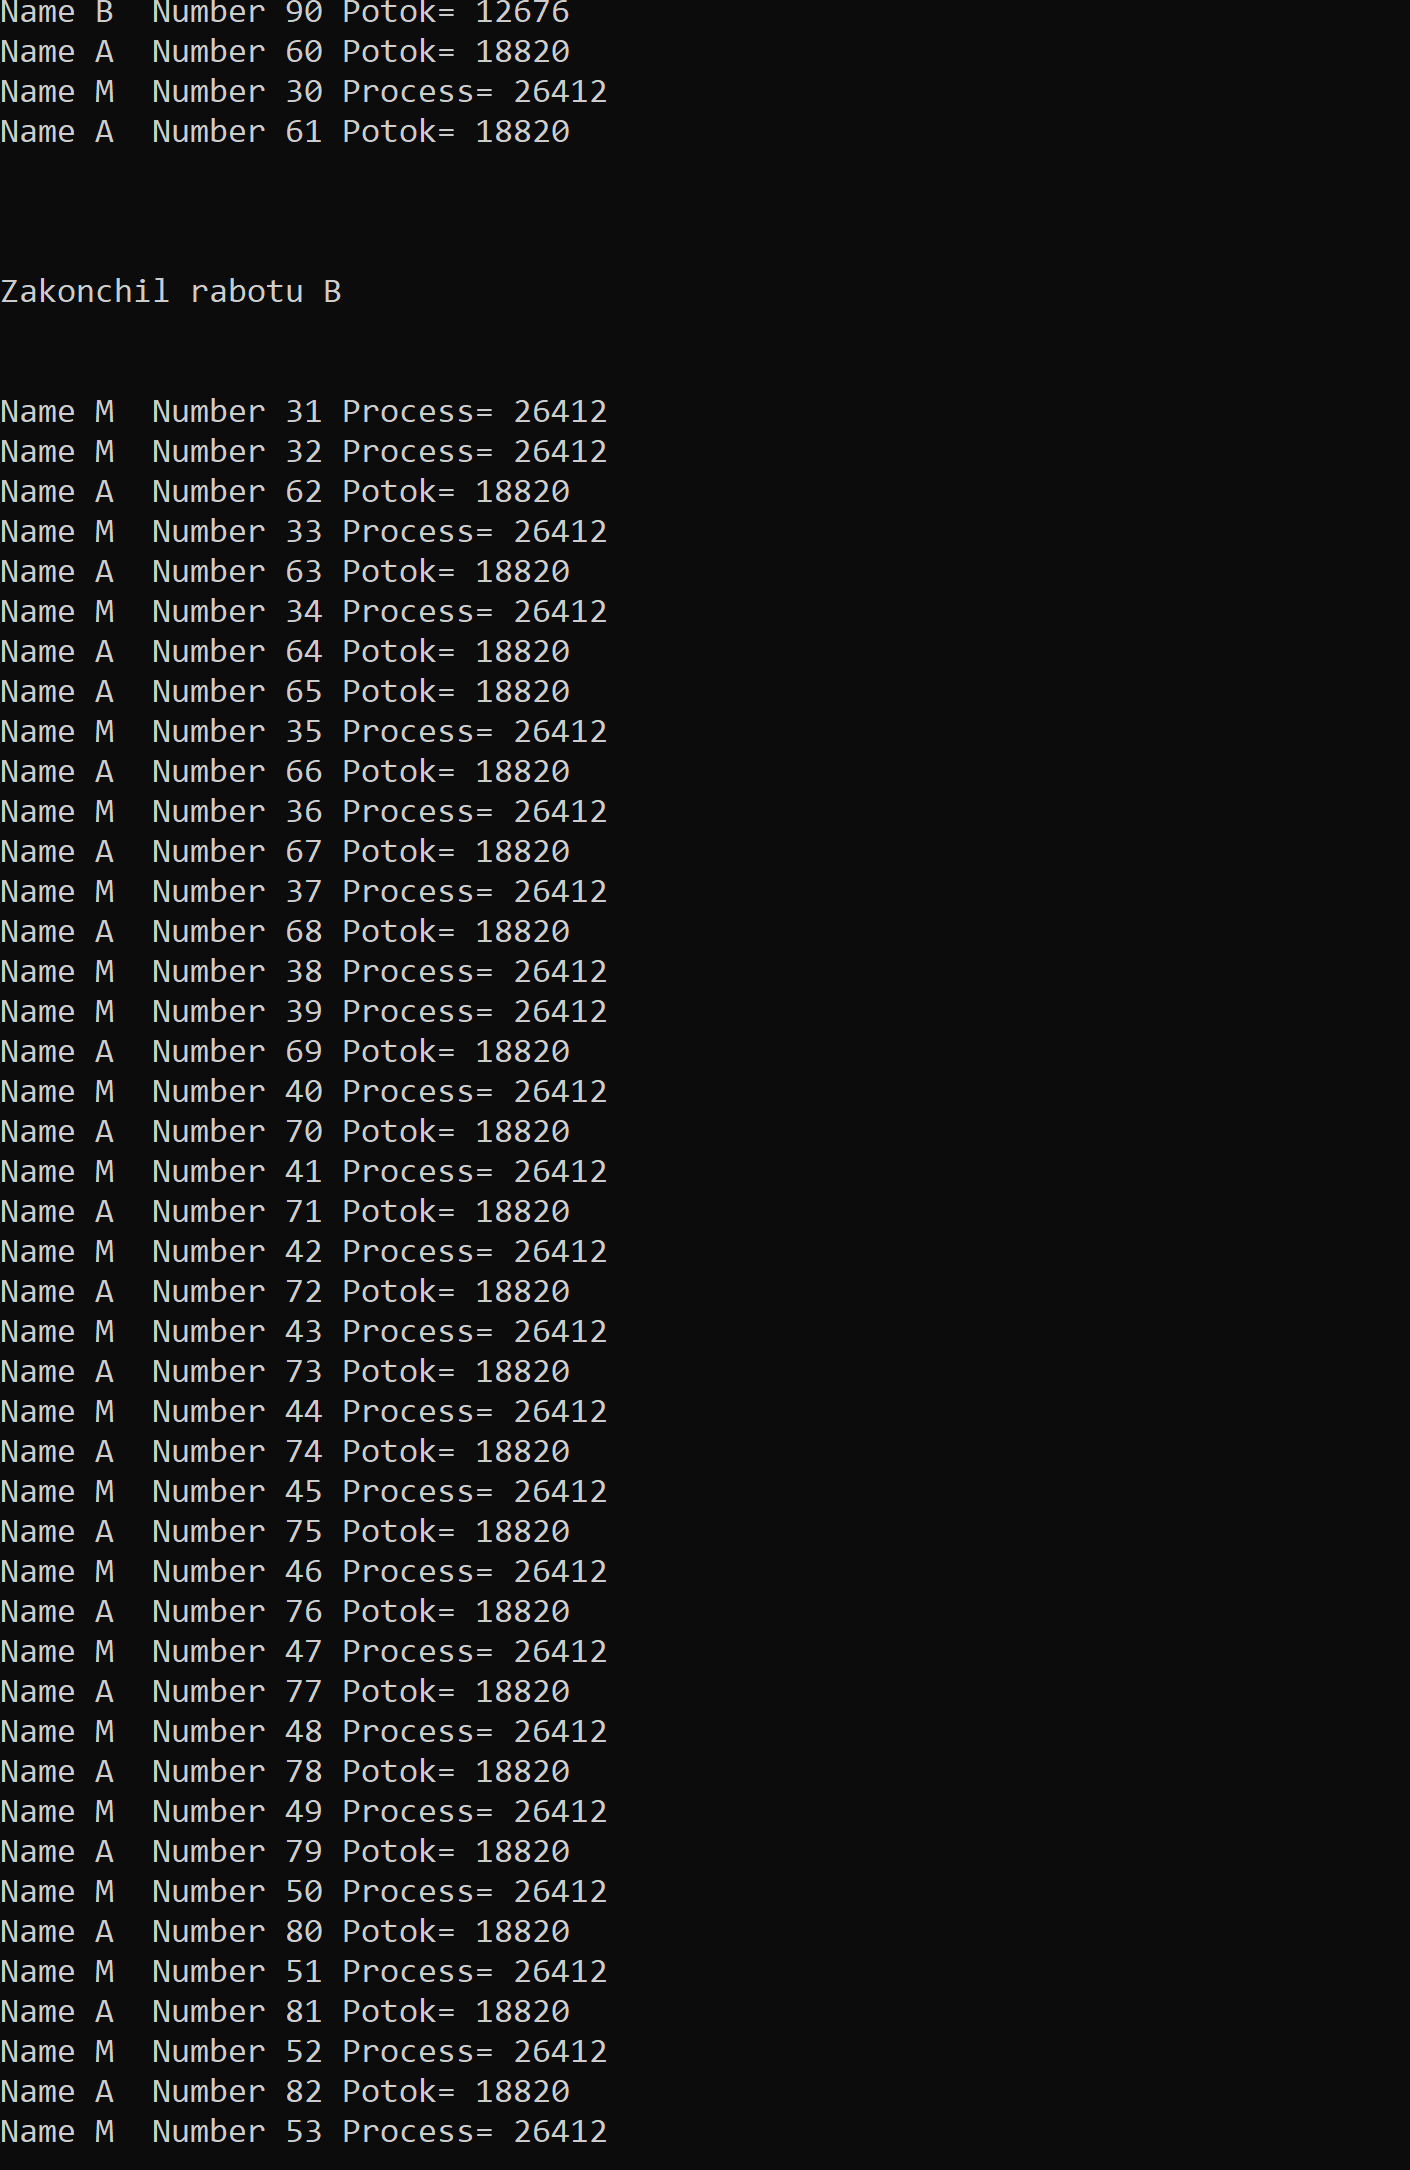 Name B  Number 90 Potok= 12676
Name A  Number 60 Potok= 18820
Name M  Number 30 Process= 26412
Name A  Number 61 Potok= 18820
Zakonchil rabotu B
Name M  Number 31 Process= 26412
Name M  Number 32 Process= 26412
Name A  Number 62 Potok= 18820
Name M  Number 33 Process= 26412
Name A  Number 63 Potok= 18820
Name M  Number 34 Process= 26412
Name A  Number 64 Potok= 18820
Name A  Number 65 Potok= 18820
Name M  Number 35 Process= 26412
Name A  Number 66 Potok= 18820
Name M  Number 36 Process= 26412
Name A  Number 67 Potok= 18820
Name M  Number 37 Process= 26412
Name A  Number 68 Potok= 18820
Name M  Number 38 Process= 26412
Name M  Number 39 Process= 26412
Name A  Number 69 Potok= 18820
Name M  Number 40 Process= 26412
Name A  Number 70 Potok= 18820
Name M  Number 41 Process= 26412
Name A  Number 71 Potok= 18820
Name M  Number 42 Process= 26412
Name A  Number 72 Potok= 18820
Name M  Number 43 Process= 26412
Name A  Number 73 Potok= 18820
Name M  Number 44 Process= 26412
Name A  Number 74 Potok= 18820
Name M  Number 45 Process= 26412
Name A  Number 75 Potok= 18820
Name M  Number 46 Process= 26412
Name A  Number 76 Potok= 18820
Name M  Number 47 Process= 26412
Name A  Number 77 Potok= 18820
Name M  Number 48 Process= 26412
Name A  Number 78 Potok= 18820
Name M  Number 49 Process= 26412
Name A  Number 79 Potok= 18820
Name M  Number 50 Process= 26412
Name A  Number 80 Potok= 18820
Name M  Number 51 Process= 26412
Name A  Number 81 Potok= 18820
Name M  Number 52 Process= 26412
Name A  Number 82 Potok= 18820
Name M  Number 53 Process= 26412